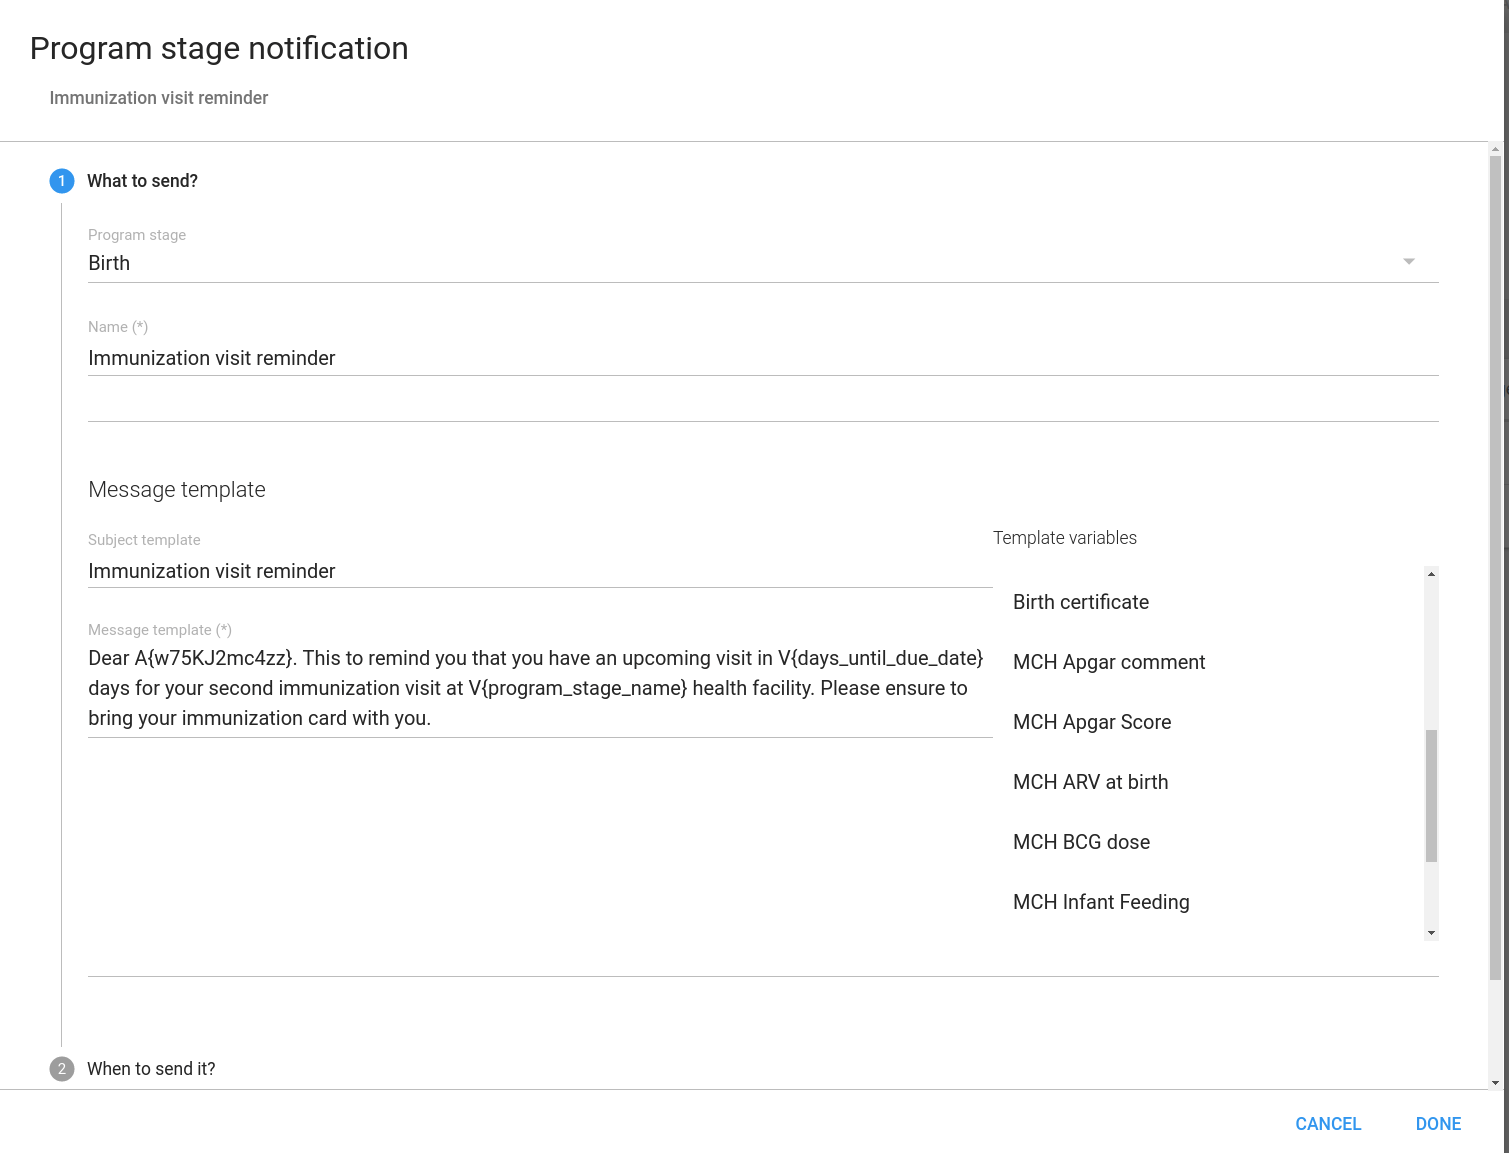 Program stage notification
Immunization visit reminder
1 What to send?
Program stage
Birth
Name (*)
Immunization visit reminder
Message template
Subject template
Immunization visit reminder
Message template (*)
Dear A{w75KJ2mc4zz}. This to remind you that you have an upcoming visit in V{days_until_due_date}
days for your second immunization visit at V{program_stage_name} health facility. Please ensure to
bring your immunization card with you.
Template variables
Birth certificate
MCH Apgar comment
MCH Apgar Score
MCH ARV at birth
MCH BCG dose
MCH Infant Feeding
2 When to send it?
CANCEL DONE